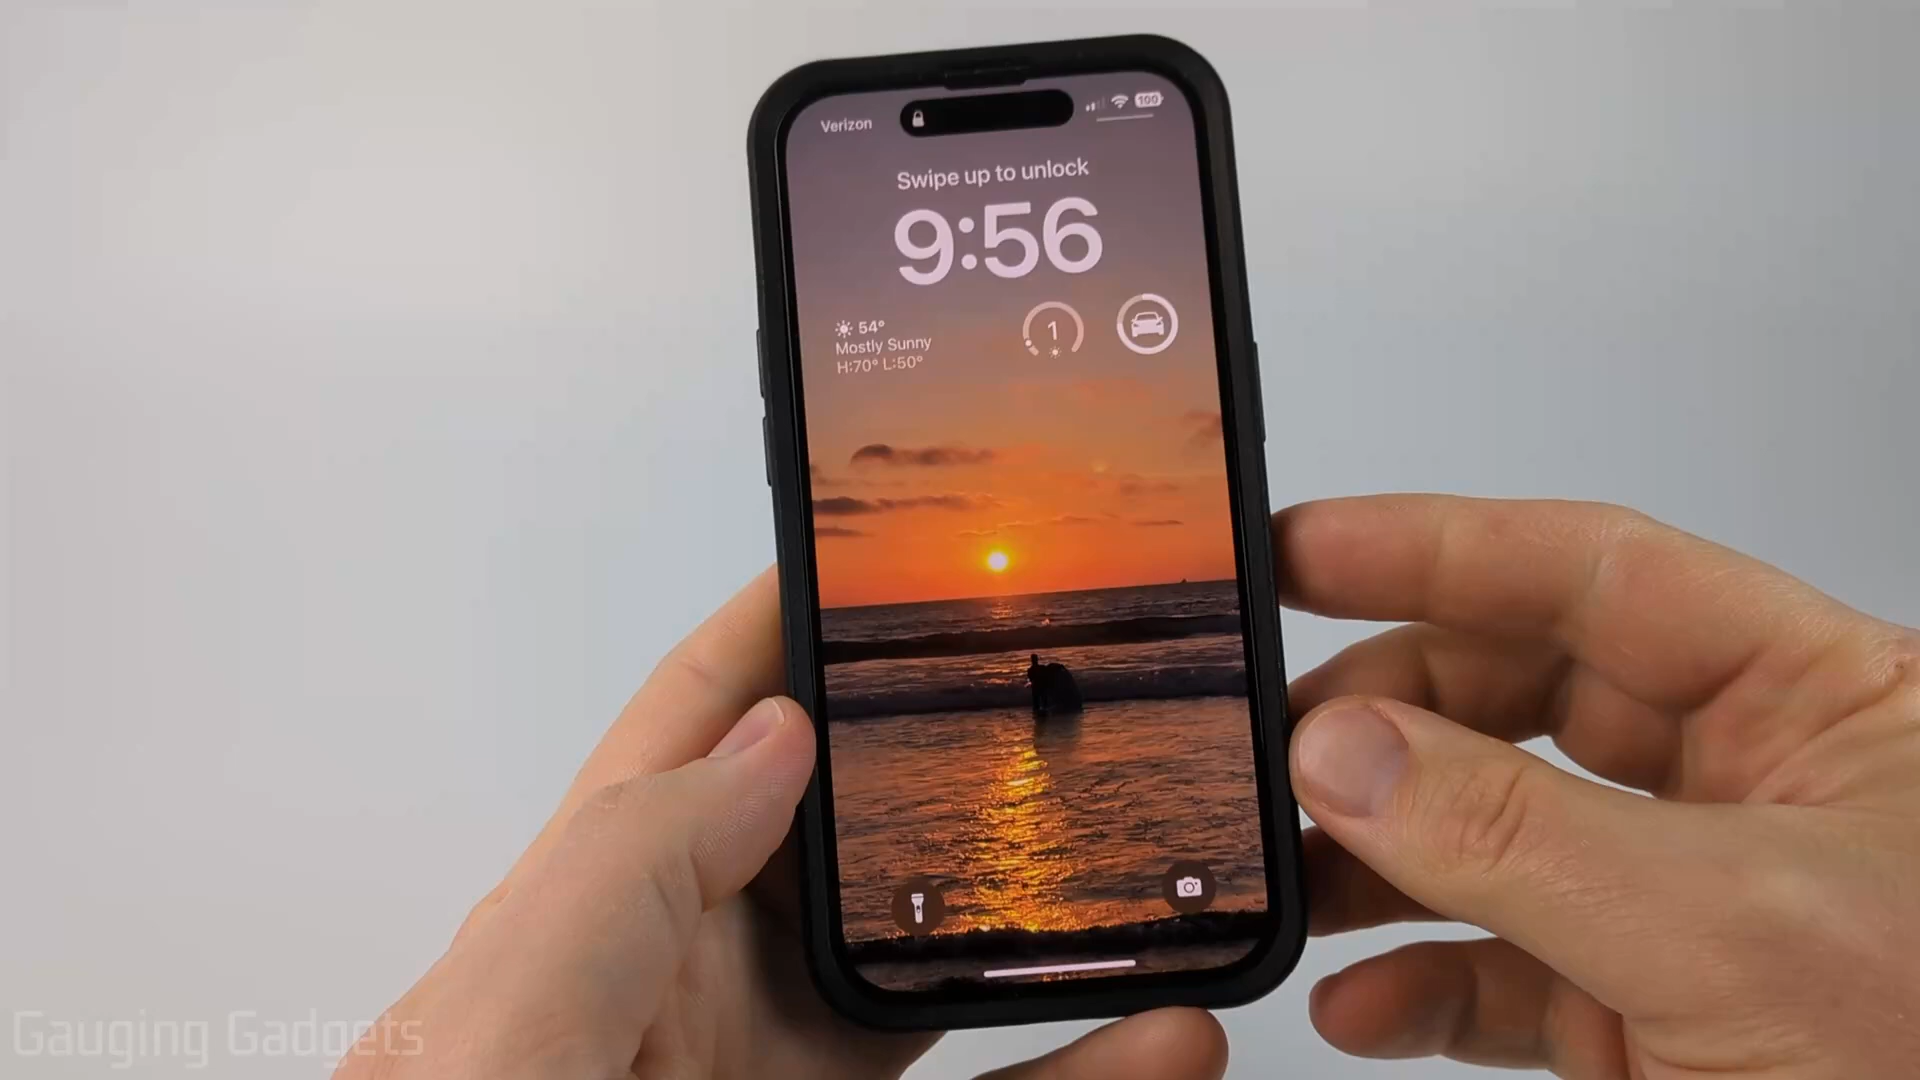 Verizon
100
Swipe up to unlock
9:56
54°
Mostly Sunny
H:70° L:50°
1
Gauging Gadgets